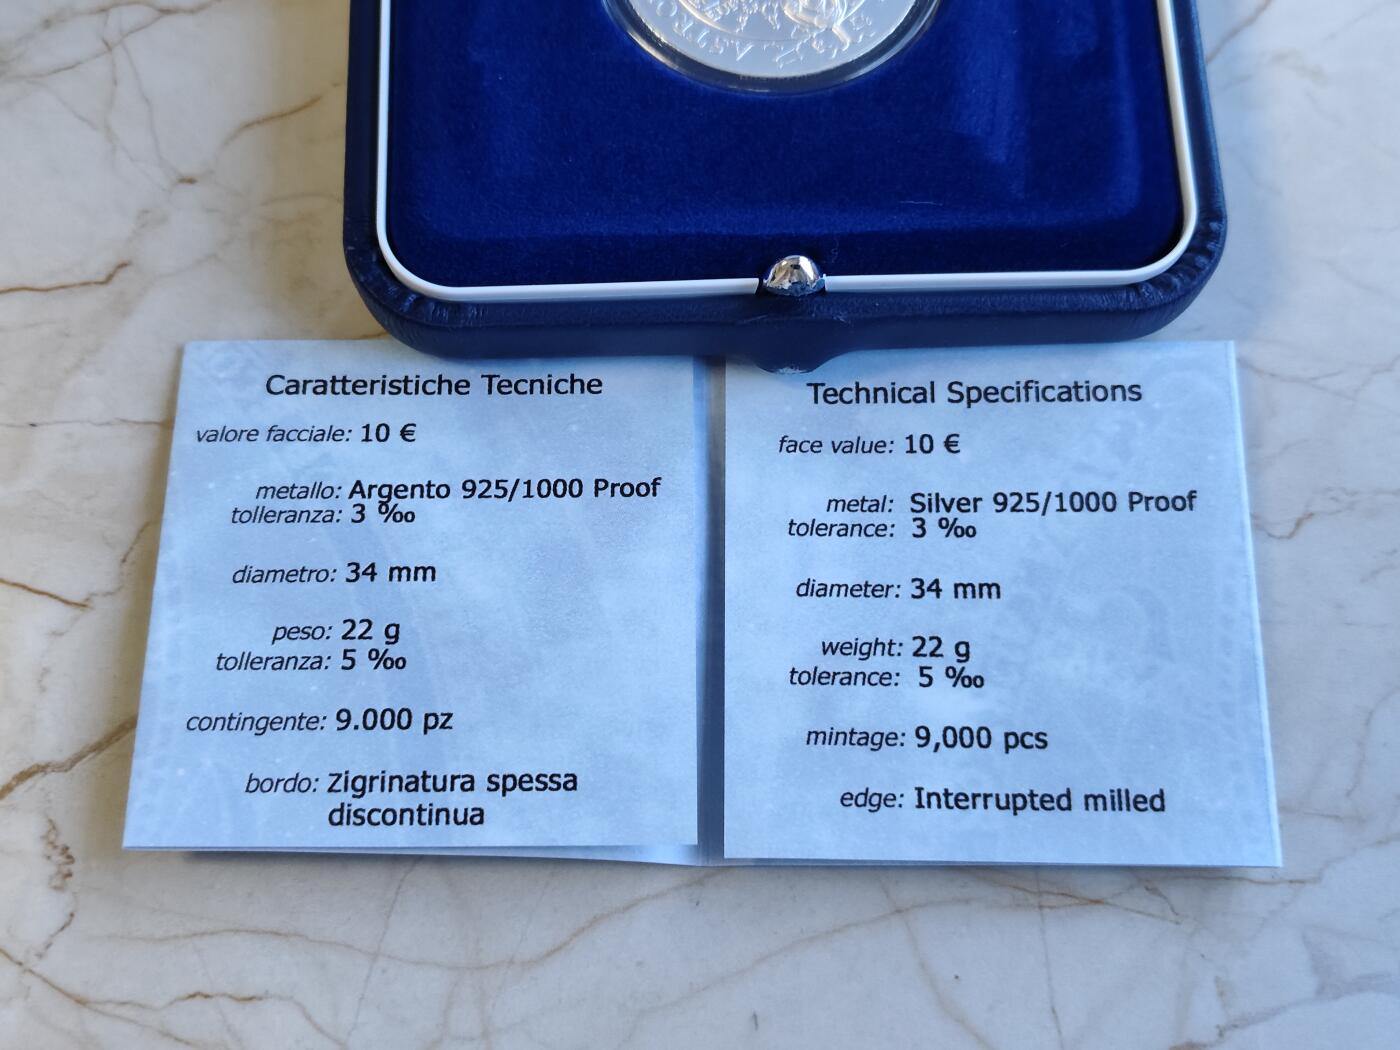 ASTRO
Caratteristiche Tecniche
valore facciale: 10 €
metallo: Argento 925/1000 Proof
tolleranza: 3 ‰
diametro: 34 mm
peso: 22 g
tolleranza: 5 ‰
contingente: 9.000 pz
bordo: Zigrinatura spessa
discontinua
Technical Specifications
face value: 10 €
metal: Silver 925/1000 Proof
tolerance: 3 ‰
diameter: 34 mm
weight: 22 g
tolerance: 5 ‰
mintage: 9,000 pcs
edge: Interrupted milled